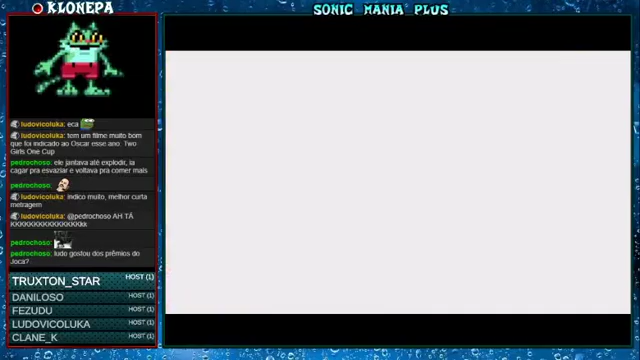 KLONEPA
SONIC MANIA PLUS
ludovicoluka: eca
ludovicoluka: tem um filme muito bom
que foi indicado ao Oscar esse ano: Two
Girls One Cup
pedrochoso: ele jantava até explodir, ia
cagar pra esvaziar e voltava pra comer mais
pedrochoso:
ludovicoluka: indico muito, melhor curta
metragem
ludovicoluka: @pedrochoso AH TÁ
KKKKKKKKKKKKKKkk
pedrochoso:
pedrochoso: ludo gostou dos prêmios do
Joca?
TRUXTON_STAR HOST (1)
DANILOSO HOST (1)
FEZUDU HOST (1)
LUDOVICOLUKA HOST (1)
CLANE_K HOST (1)